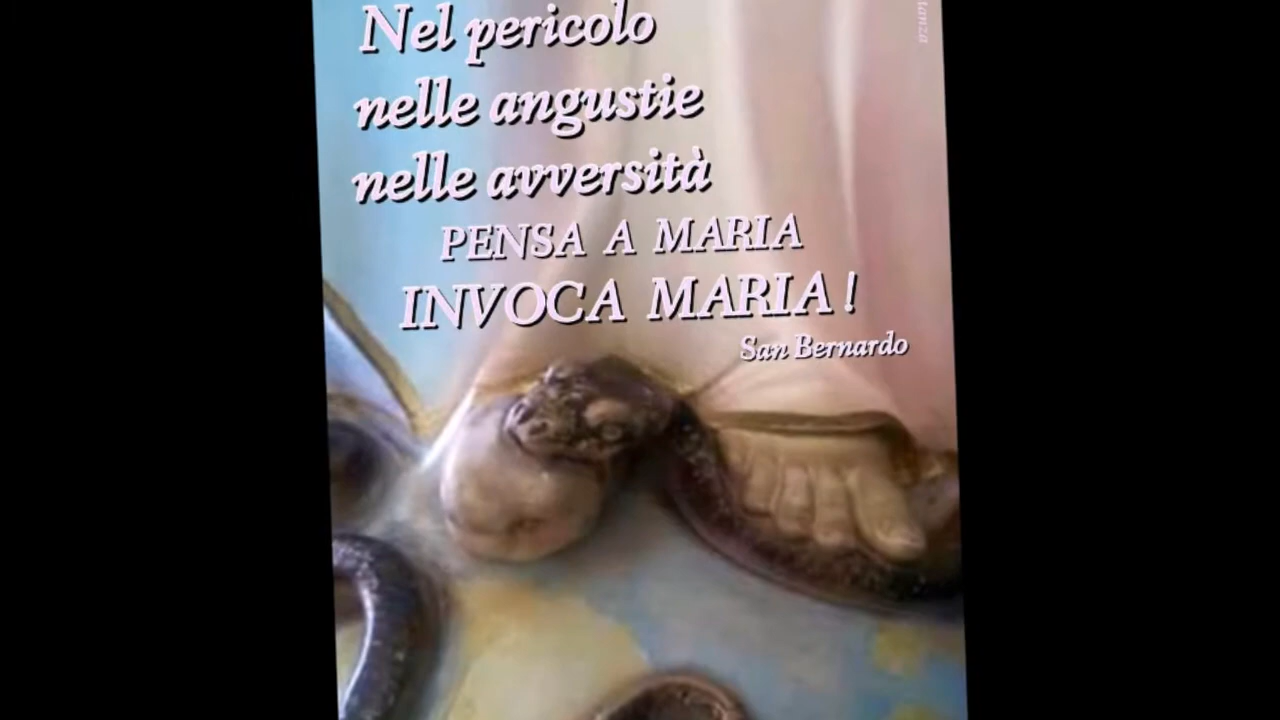 Nel pericolo
nelle angustie
nelle avversità
PENSA A MARIA
INVOCA MARIA !
San Bernardo